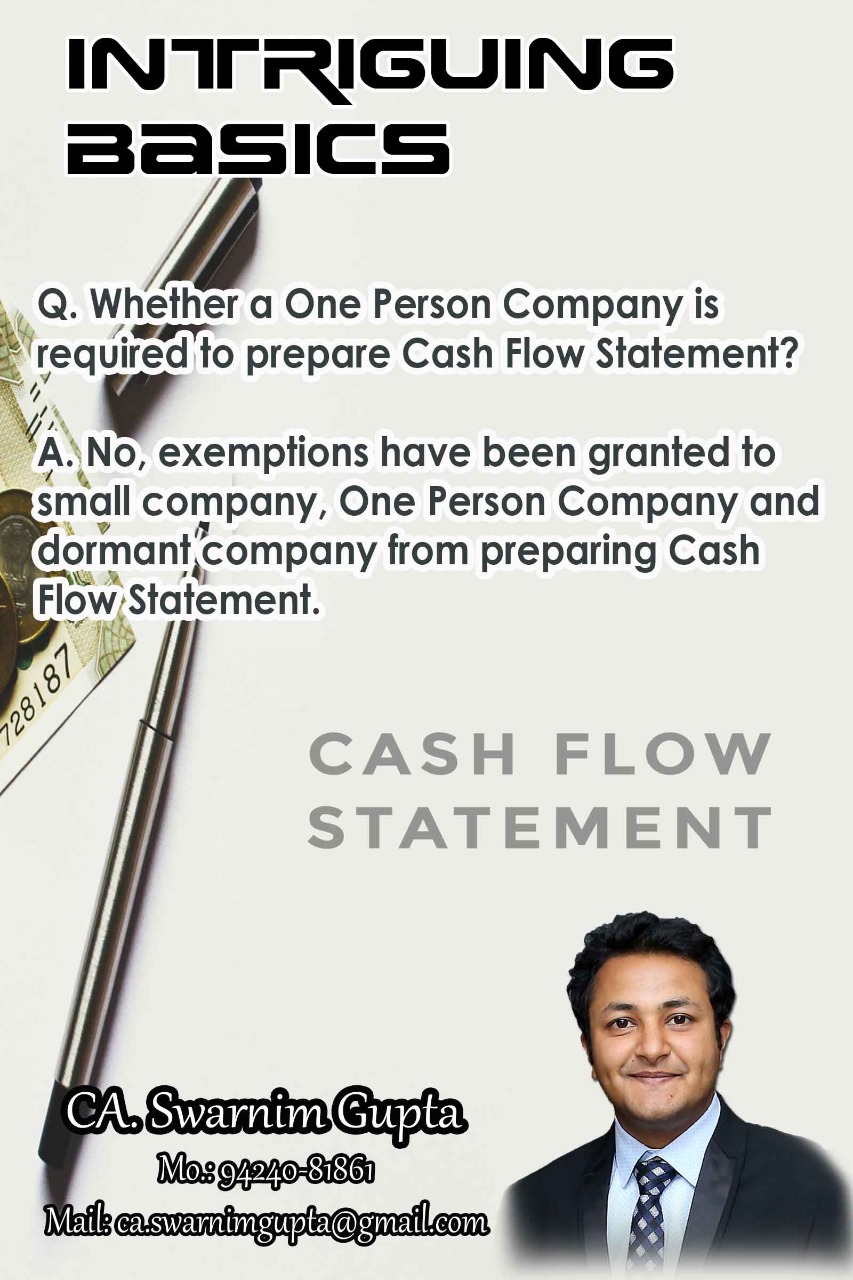 INTRIGUING
BASICS
Q. Whether a One Person Company is
required to prepare Cash Flow Statement?
A. No, exemptions have been granted to
small company, One Person Company and
dormant company from preparing Cash
Flow Statement.
728187
CASH FLOW
STATEMENT
CA. Swarnim Gupta
Mo.: 94240-81861
Mail: ca.swarnimgupta@gmail.com